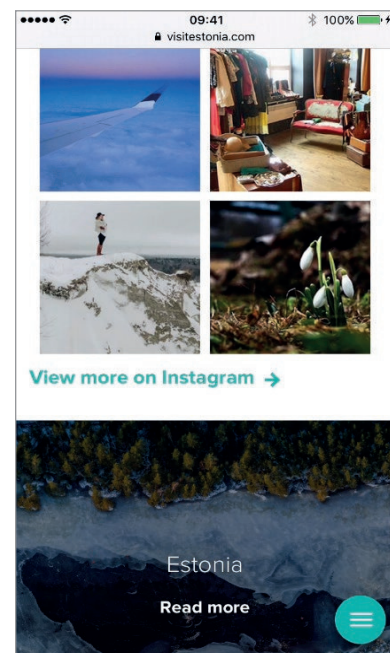 09:41
100%
visitestonia.com
View more on Instagram →
Estonia
Read more